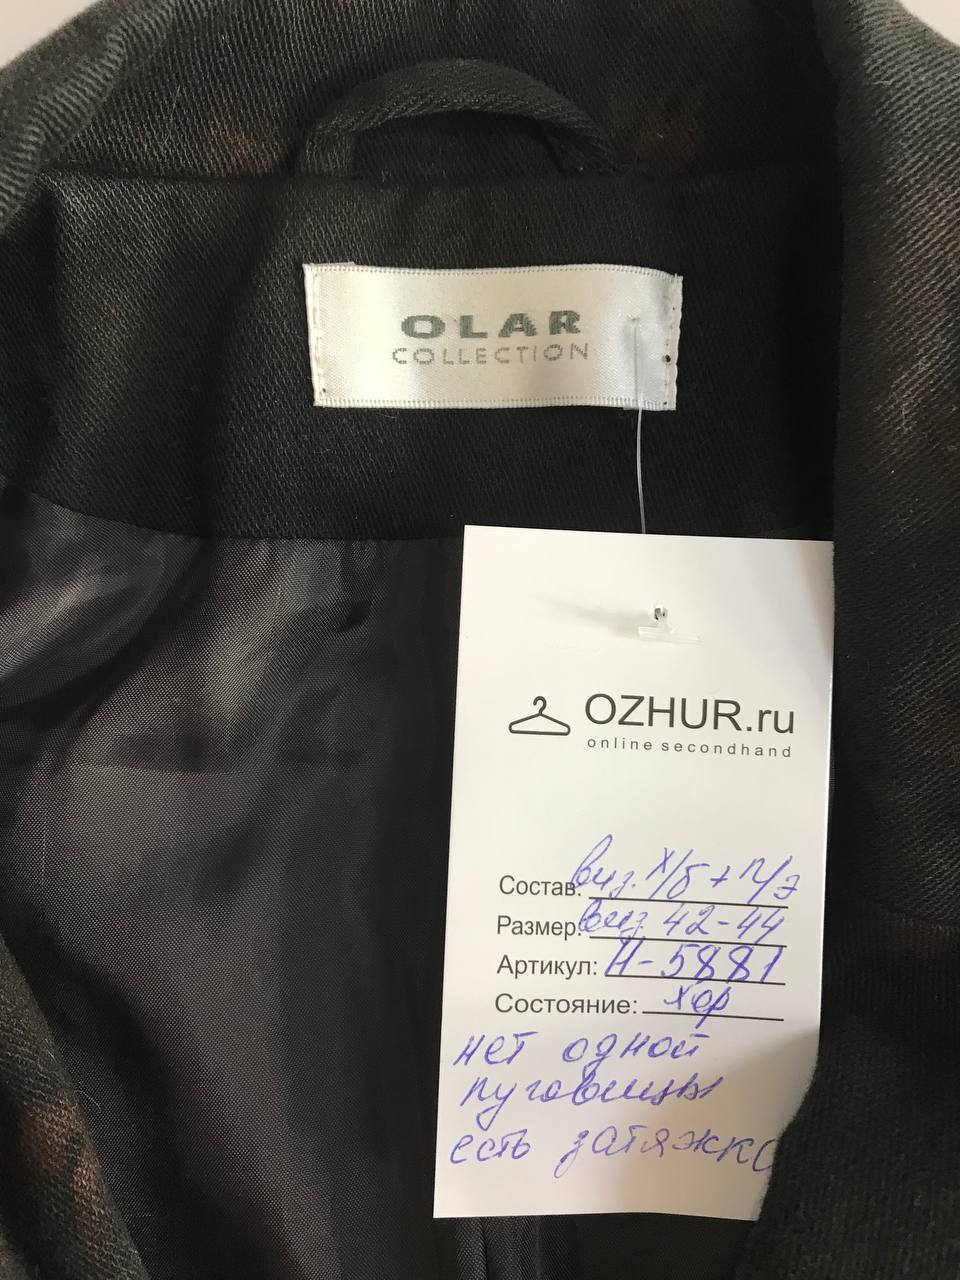 OLAR
COLLECTION
OZHUR.ru
online secondhand
Состав: виз. х/б + п/э
Размер: виз 42-44
Артикул: Н-5881
Состояние: хор
нет одной
пуговицы
есть затяжка